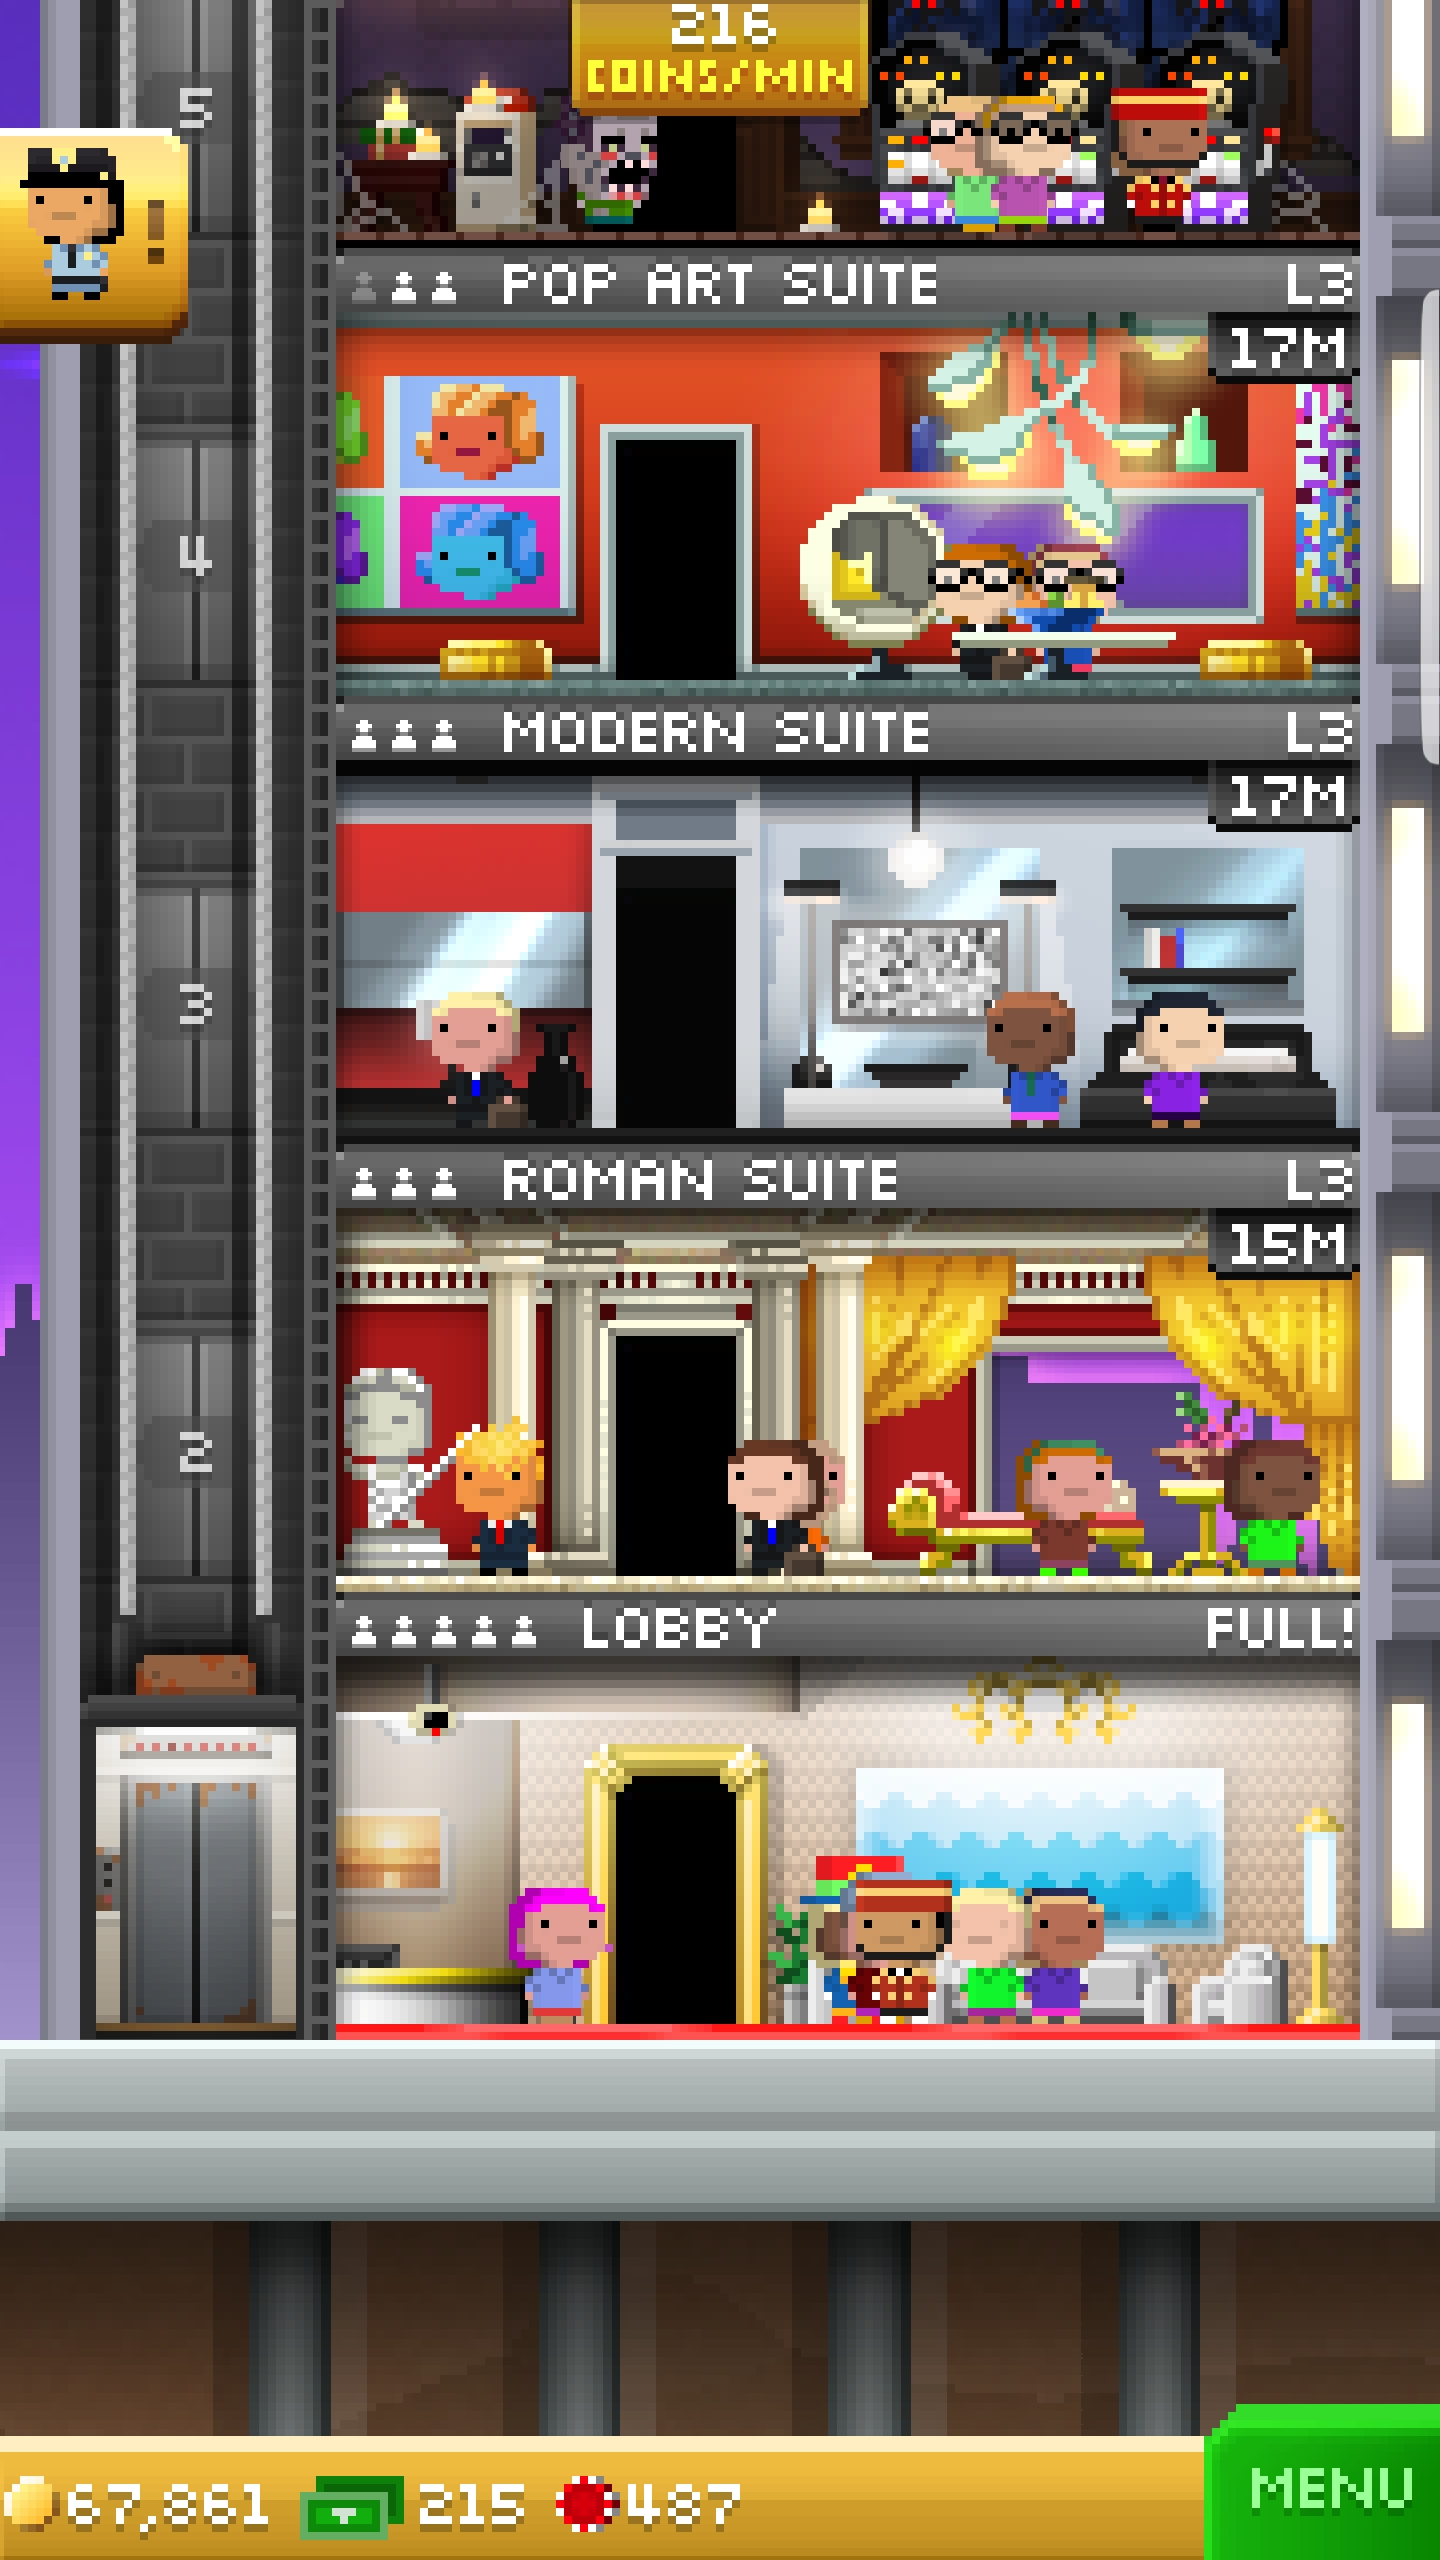 216
COINS/MIN
5
!
POP ART SUITE L3
17M
4
MODERN SUITE L3
17M
3
ROMAN SUITE L3
15M
2
LOBBY FULL!
67,861 215 487
MENU